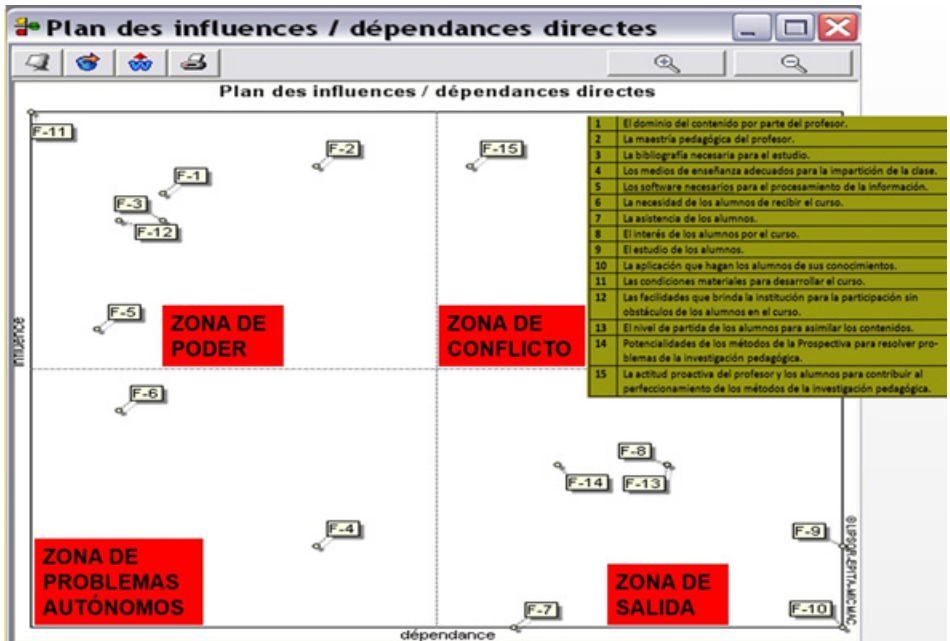 Plan des influences / dépendances directes
Plan des influences / dépendances directes
F-11
F-2
F-15
F-1
F-3
F-12
F-5
ZONA DE
PODER
ZONA DE
CONFLICTO
influence
F-6
F-8
F-14
F-13
F-4
F-9
ZONA DE
PROBLEMAS
AUTÓNOMOS
ZONA DE
SALIDA
F-7
F-10
dépendance
©LIPSOR-EPITA-MICMAC
1 El dominio del contenido por parte del profesor.
2 La maestría pedagógica del profesor.
3 La bibliografía necesaria para el estudio.
4 Los medios de enseñanza adecuados para la impartición de la clase.
5 Los software necesarios para el procesamiento de la información.
6 La necesidad de los alumnos de recibir el curso.
7 La asistencia de los alumnos.
8 El interés de los alumnos por el curso.
9 El estudio de los alumnos.
10 La aplicación que hagan los alumnos de sus conocimientos.
11 Las condiciones materiales para desarrollar el curso.
12 Las facilidades que brinda la institución para la participación sin
obstáculos de los alumnos en el curso.
13 El nivel de partida de los alumnos para asimilar los contenidos.
14 Potencialidades de los métodos de la Prospectiva para resolver pro-
blemas de la investigación pedagógica.
15 La actitud proactiva del profesor y los alumnos para contribuir al
perfeccionamiento de los métodos de la investigación pedagógica.